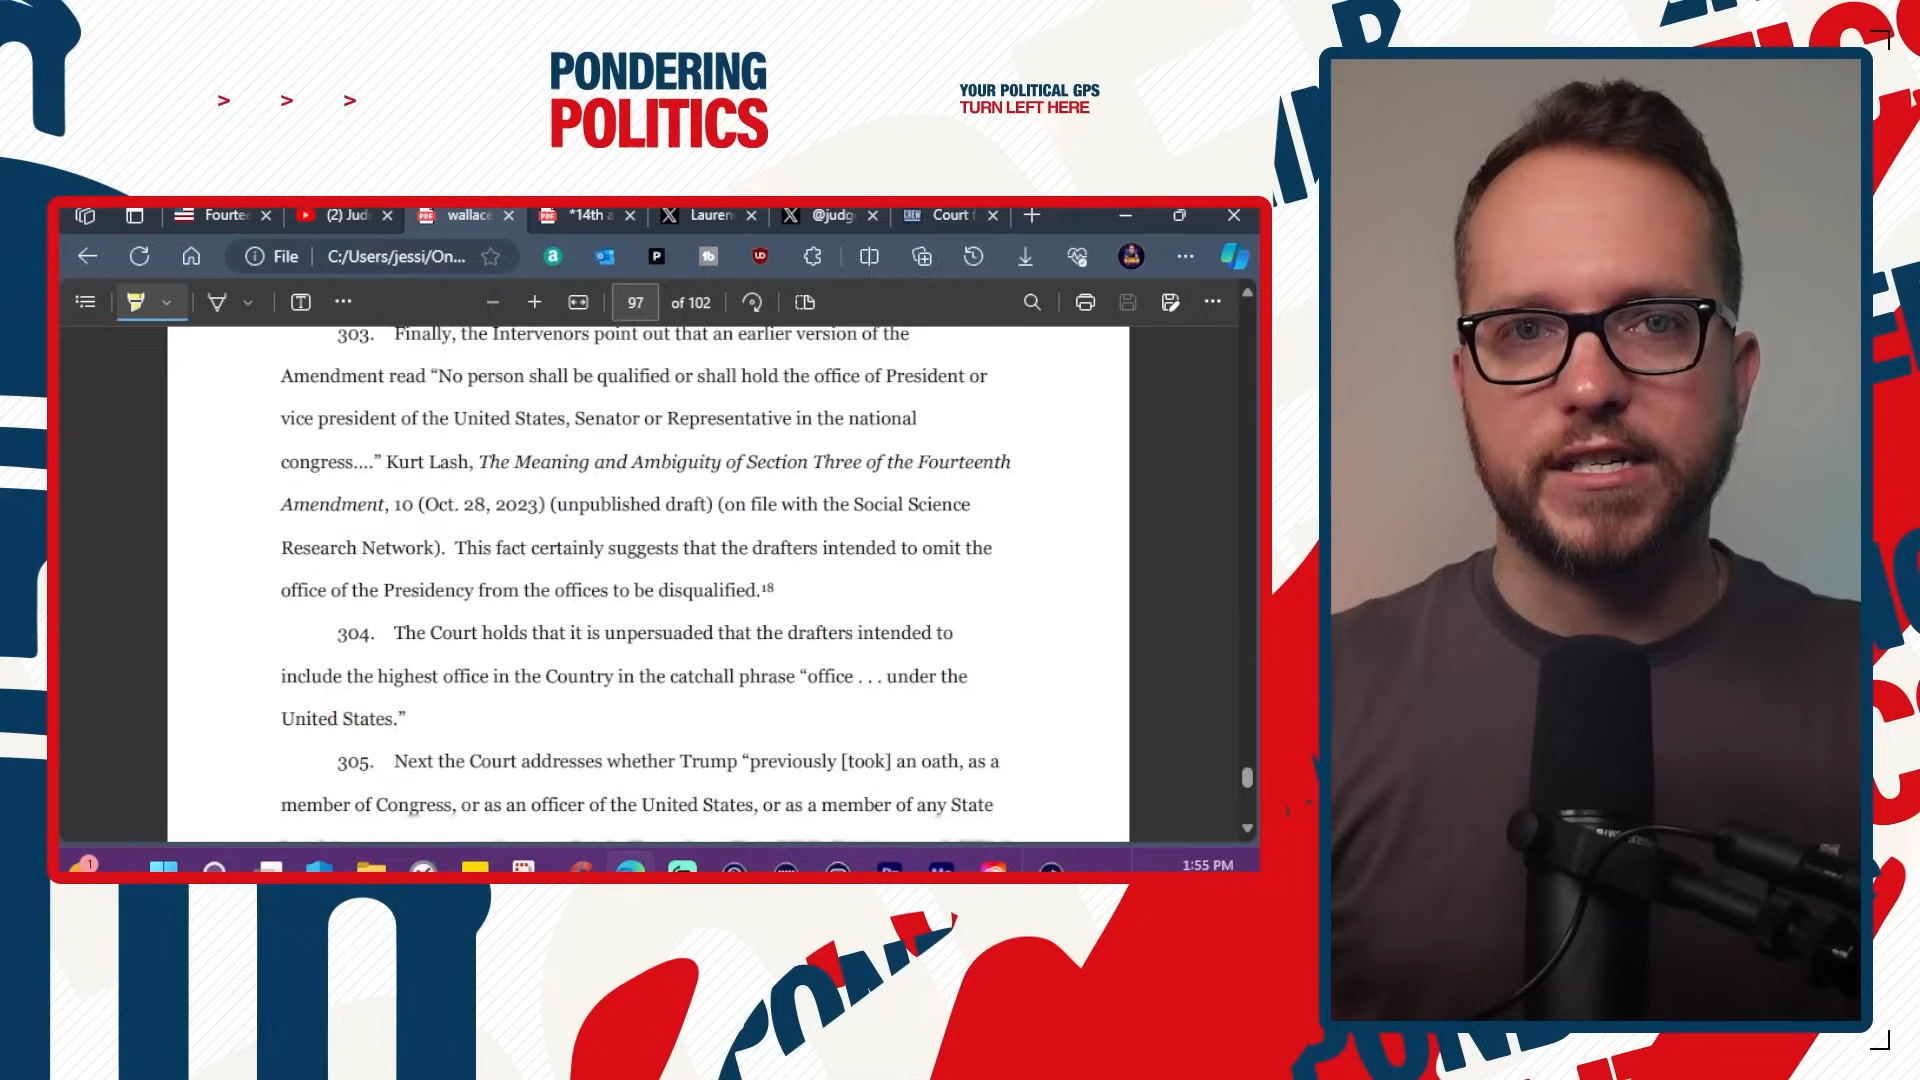 PONDERING
POLITICS
YOUR POLITICAL GPS
TURN LEFT HERE
> > >
Fourtee
(2) Jud
wallace
*14th a
Lauren
@judg
CREW Court f
File C:/Users/jessi/On...
97 of 102
303. Finally, the Intervenors point out that an earlier version of the
Amendment read “No person shall be qualified or shall hold the office of President or
vice president of the United States, Senator or Representative in the national
congress....” Kurt Lash, The Meaning and Ambiguity of Section Three of the Fourteenth
Amendment, 10 (Oct. 28, 2023) (unpublished draft) (on file with the Social Science
Research Network). This fact certainly suggests that the drafters intended to omit the
office of the Presidency from the offices to be disqualified.¹⁸
304. The Court holds that it is unpersuaded that the drafters intended to
include the highest office in the Country in the catchall phrase “office . . . under the
United States.”
305. Next the Court addresses whether Trump “previously [took] an oath, as a
member of Congress, or as an officer of the United States, or as a member of any State
1
1:55 PM